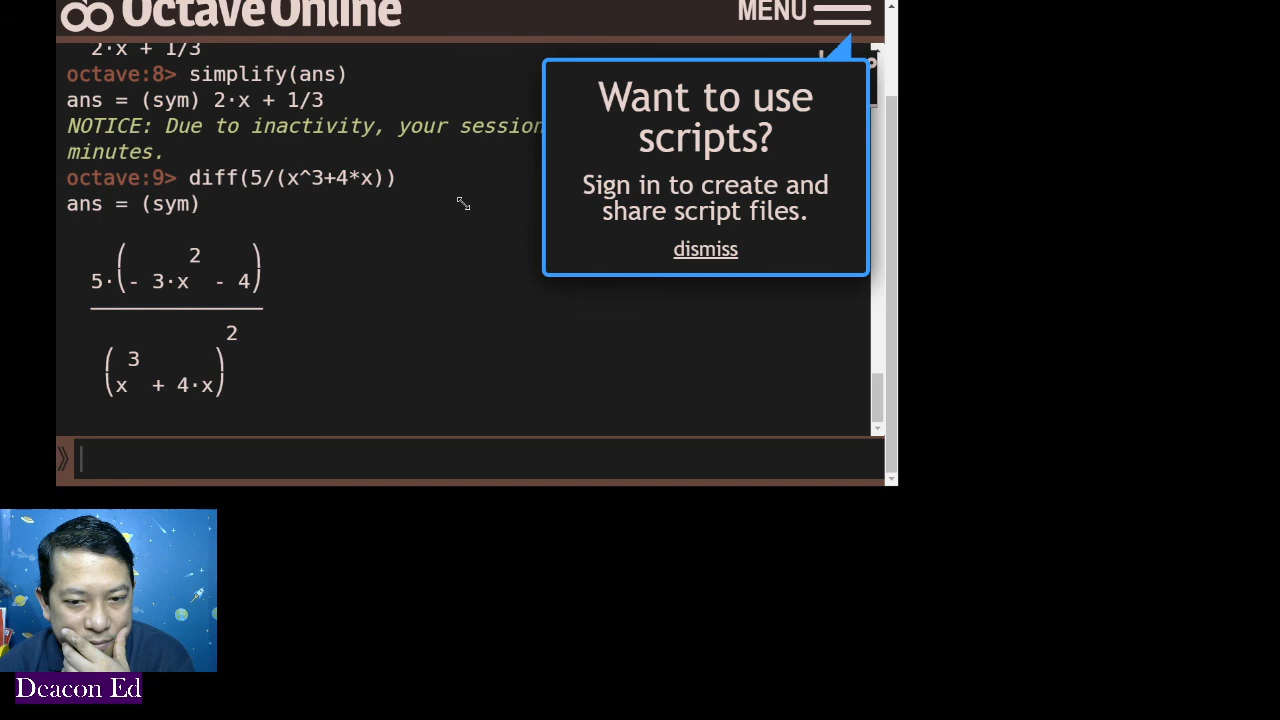 Octave Online
MENU
2·x + 1/3
octave:8> simplify(ans)
ans = (sym) 2·x + 1/3
NOTICE: Due to inactivity, your session
minutes.
octave:9> diff(5/(x^3+4*x))
ans = (sym)
2
5·(- 3·x - 4)
2
3
(x + 4·x)
Want to use
scripts?
Sign in to create and
share script files.
dismiss
》
Deacon Ed